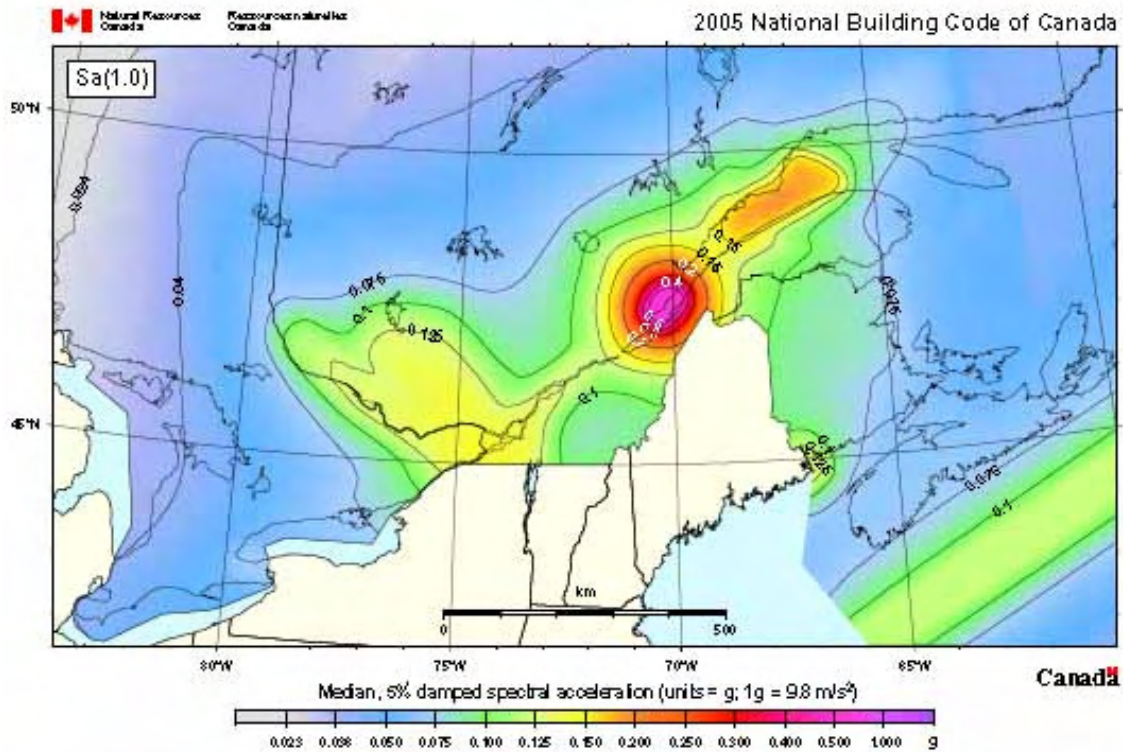 Natural Resources Canada
Ressources naturelles Canada
2005 National Building Code of Canada
Sa(1.0)
50°N
45°N
0.04
0.075
0.1
0.125
0.15
0.15
0.2
0.4
0.1
0.075
0.1
km
0
500
80°W
75°W
70°W
65°W
Canada
Median, 5% damped spectral acceleration (units = g; 1g = 9.8 m/s²)
0.023 0.036 0.050 0.075 0.100 0.125 0.150 0.200 0.250 0.300 0.400 0.500 1.000 g